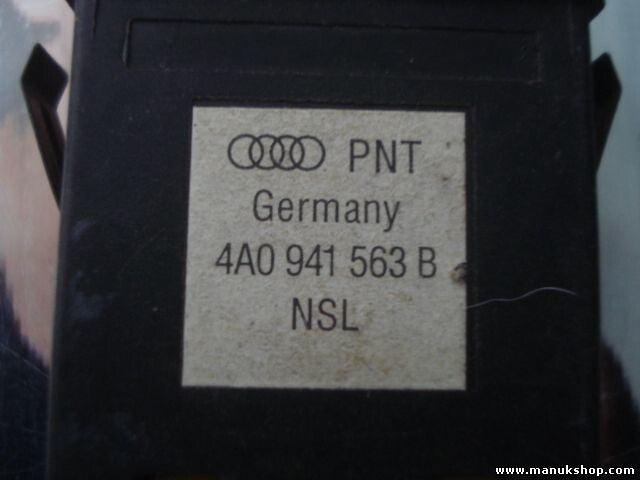 PNT
Germany
4A0 941 563 B
NSL
www.manukshop.com